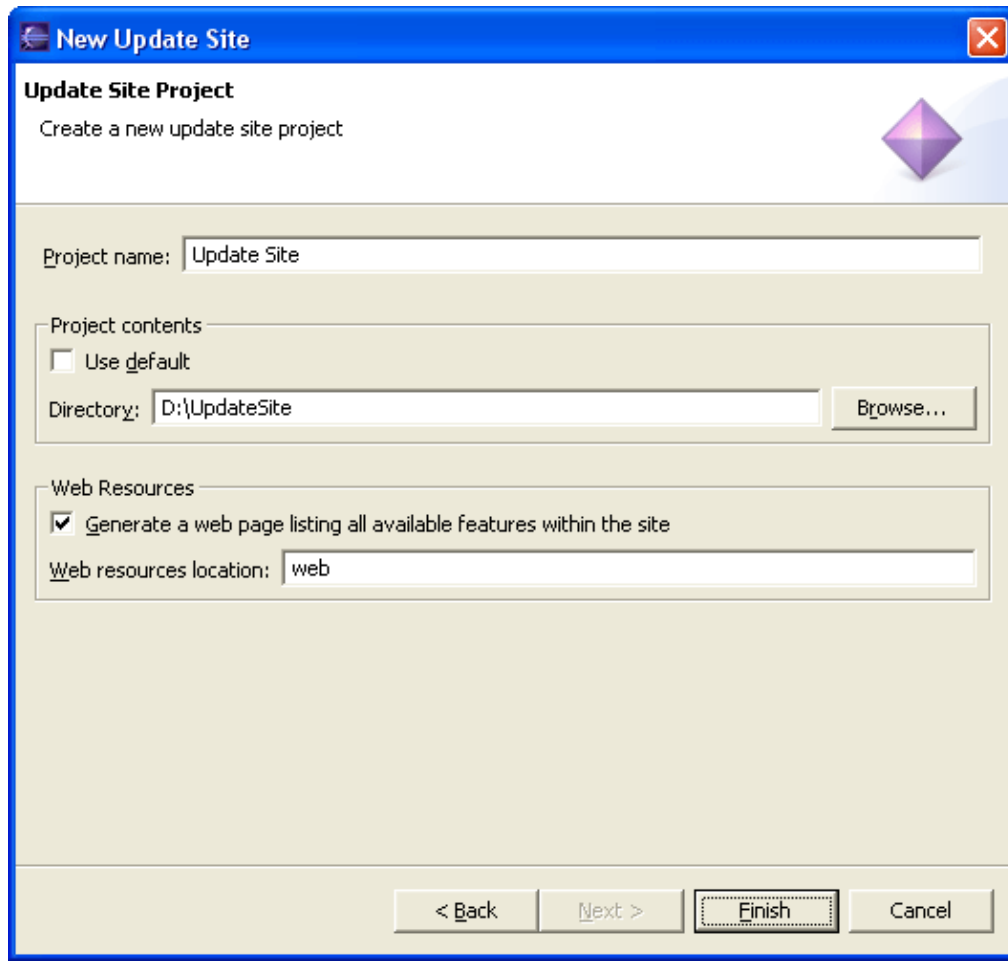 New Update Site
Update Site Project
Create a new update site project
Project name: Update Site
Project contents
Use default
Directory: D:\UpdateSite Browse...
Web Resources
Generate a web page listing all available features within the site
Web resources location: web
< Back Next > Finish Cancel